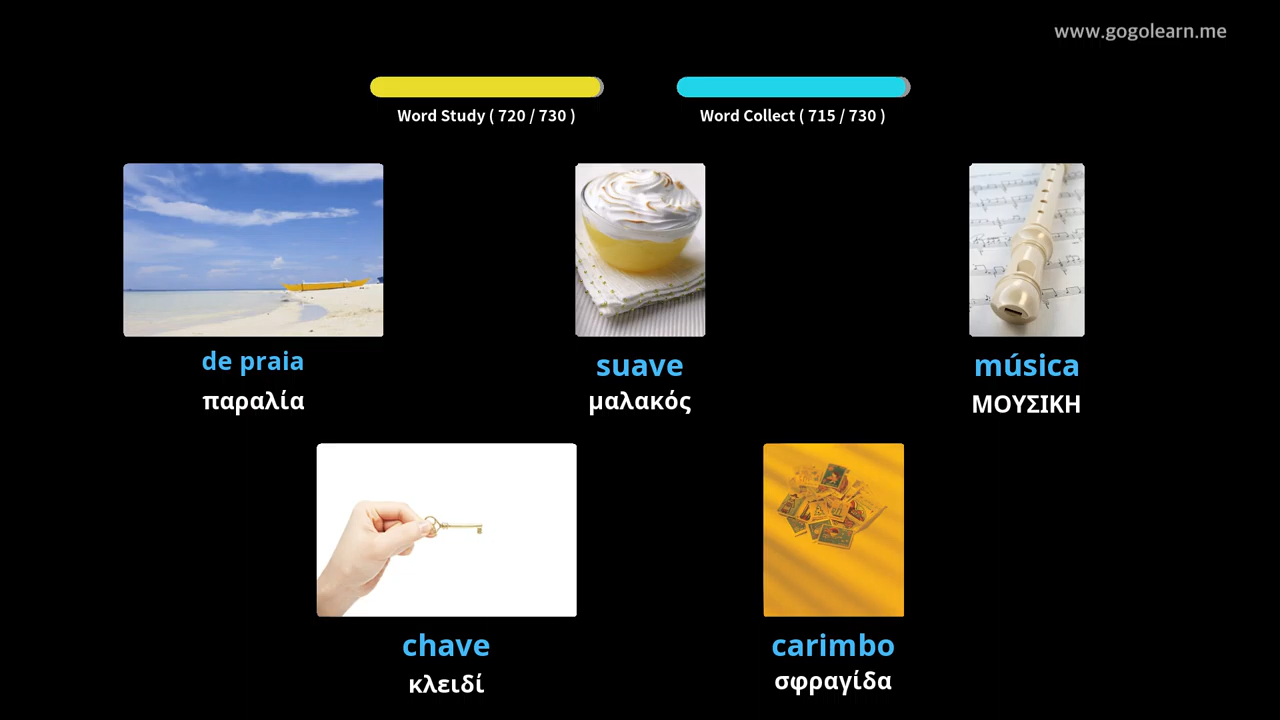 www.gogolearn.me
Word Study ( 720 / 730 )
Word Collect ( 715 / 730 )
de praia
παραλία
suave
μαλακός
música
ΜΟΥΣΙΚΗ
chave
κλειδί
carimbo
σφραγίδα